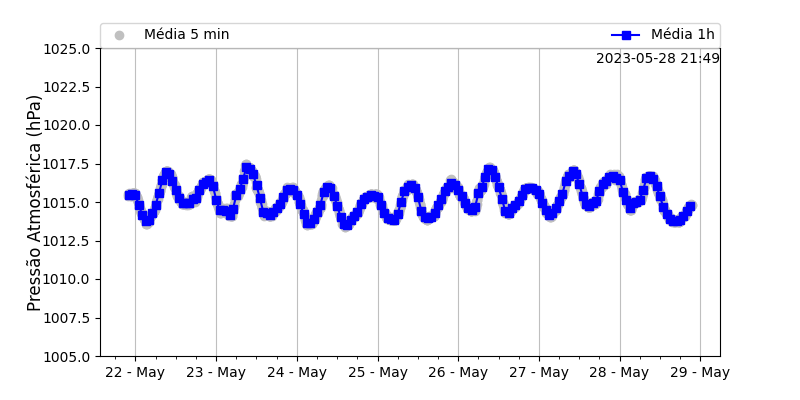 Média 5 min
Média 1h
2023-05-28 21:49
Pressão Atmosférica (hPa)
1025.0
1022.5
1020.0
1017.5
1015.0
1012.5
1010.0
1007.5
1005.0
22 - May 23 - May 24 - May 25 - May 26 - May 27 - May 28 - May 29 - May